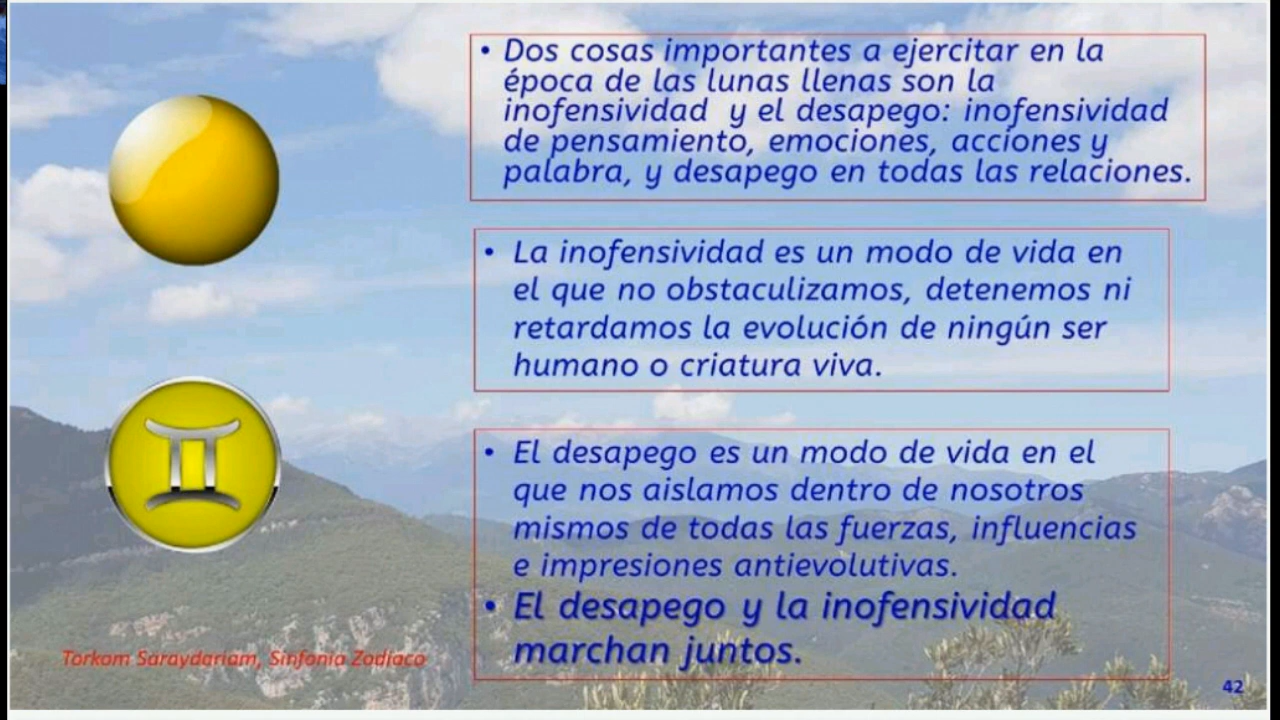 • Dos cosas importantes a ejercitar en la
época de las lunas llenas son la
inofensividad y el desapego: inofensividad
de pensamiento, emociones, acciones y
palabra, y desapego en todas las relaciones.
• La inofensividad es un modo de vida en
el que no obstaculizamos, detenemos ni
retardamos la evolución de ningún ser
humano o criatura viva.
• El desapego es un modo de vida en el
que nos aislamos dentro de nosotros
mismos de todas las fuerzas, influencias
e impresiones antievolutivas.
• El desapego y la inofensividad
marchan juntos.
Torkom Saraydariam, Sinfonia Zodiaco
42